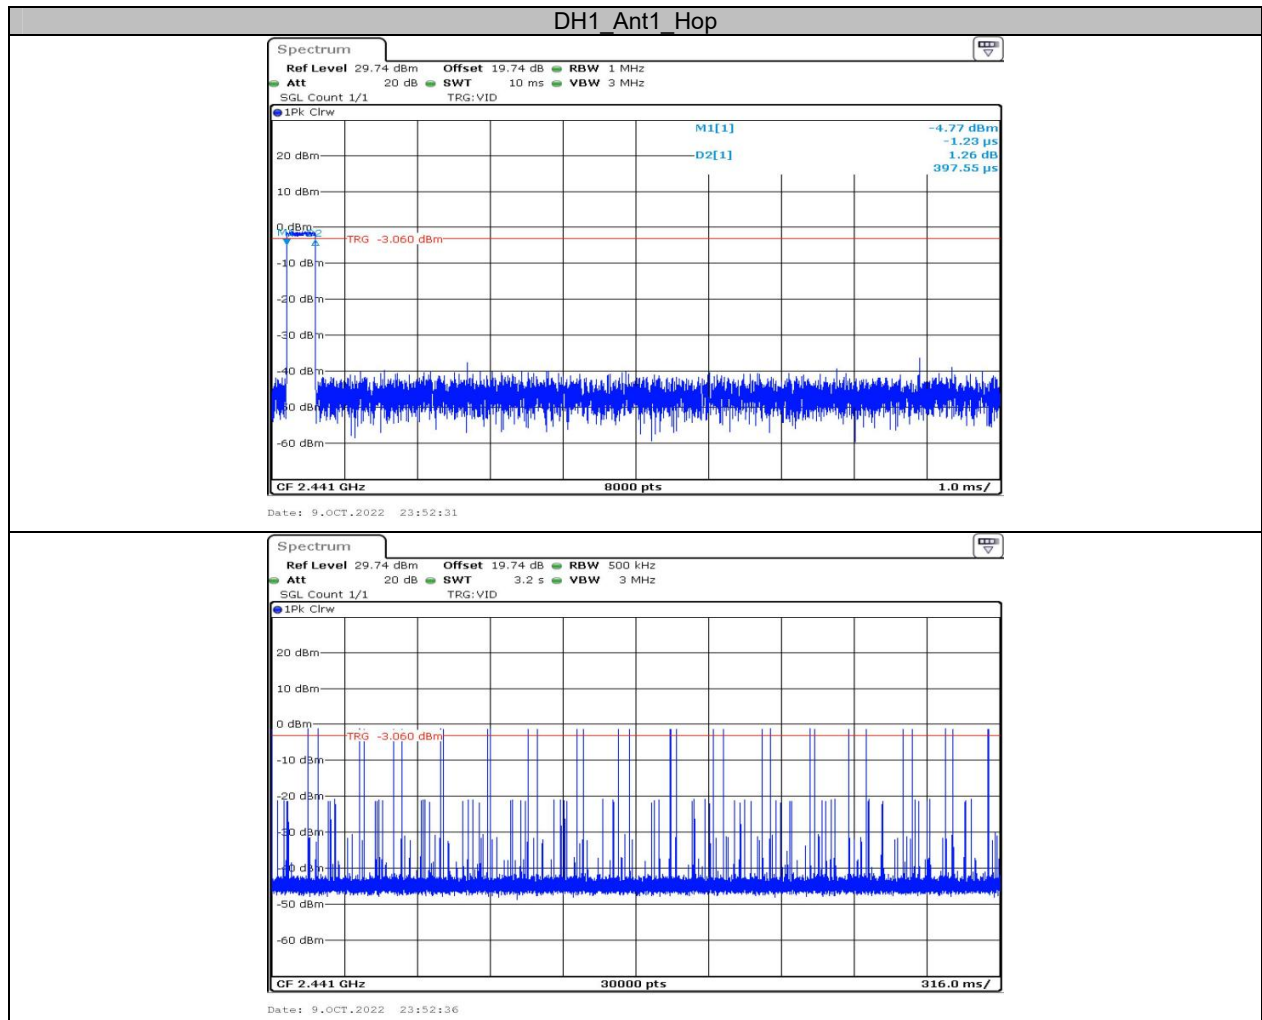 DH1_Ant1_Hop
Spectrum
Ref Level 29.74 dBm Offset 19.74 dB RBW 1 MHz
Att 20 dB SWT 10 ms VBW 3 MHz
SGL Count 1/1 TRG:VID
1Pk Clrw
M1[1] -4.77 dBm
-1.23 µs
D2[1] 1.26 dB
397.55 µs
20 dBm
10 dBm
0 dBm
TRG -3.060 dBm
-10 dBm
-20 dBm
-30 dBm
-40 dBm
-60 dBm
CF 2.441 GHz 8000 pts 1.0 ms/
Date: 9.OCT.2022 23:52:31
Spectrum
Ref Level 29.74 dBm Offset 19.74 dB RBW 500 kHz
Att 20 dB SWT 3.2 s VBW 3 MHz
SGL Count 1/1 TRG:VID
1Pk Clrw
20 dBm
10 dBm
0 dBm
TRG -3.060 dBm
-10 dBm
-20 dBm
-30 dBm
-50 dBm
-60 dBm
CF 2.441 GHz 30000 pts 316.0 ms/
Date: 9.OCT.2022 23:52:36